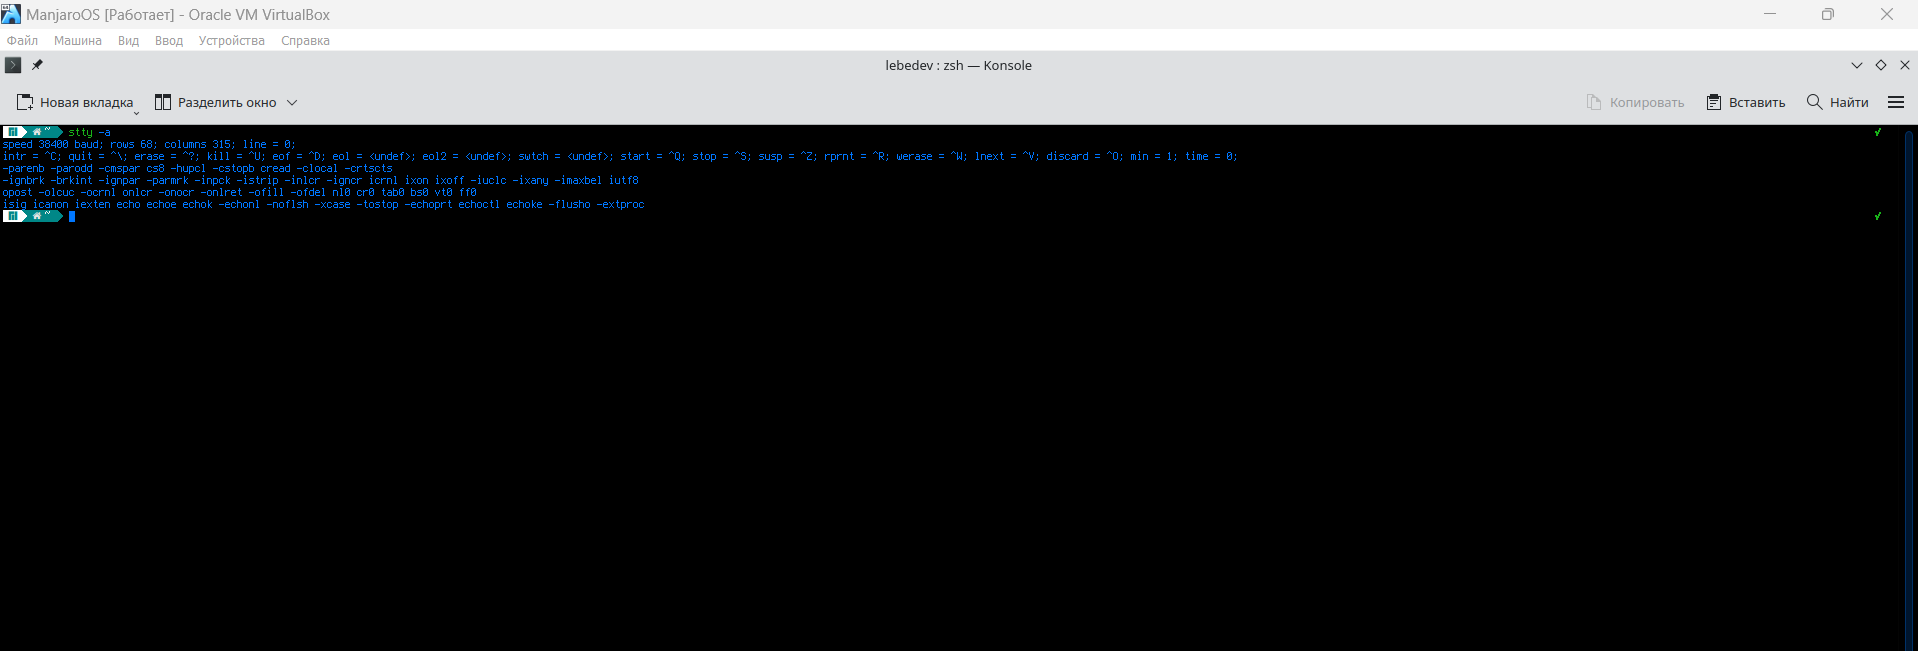 ManjaroOS [Работает] - Oracle VM VirtualBox
Файл Машина Вид Ввод Устройства Справка
lebedev : zsh — Konsole
Новая вкладка Разделить окно Копировать Вставить Найти
~ stty -a
speed 38400 baud; rows 68; columns 315; line = 0;
intr = ^C; quit = ^\; erase = ^?; kill = ^U; eof = ^D; eol = <undef>; eol2 = <undef>; swtch = <undef>; start = ^Q; stop = ^S; susp = ^Z; rprnt = ^R; werase = ^W; lnext = ^V; discard = ^O; min = 1; time = 0;
-parenb -parodd -cmspar cs8 -hupcl -cstopb cread -clocal -crtscts
-ignbrk -brkint -ignpar -parmrk -inpck -istrip -inlcr -igncr icrnl ixon ixoff -iuclc -ixany -imaxbel iutf8
opost -olcuc -ocrnl onlcr -onocr -onlret -ofill -ofdel nl0 cr0 tab0 bs0 vt0 ff0
isig icanon iexten echo echoe echok -echonl -noflsh -xcase -tostop -echoprt echoctl echoke -flusho -extproc
~